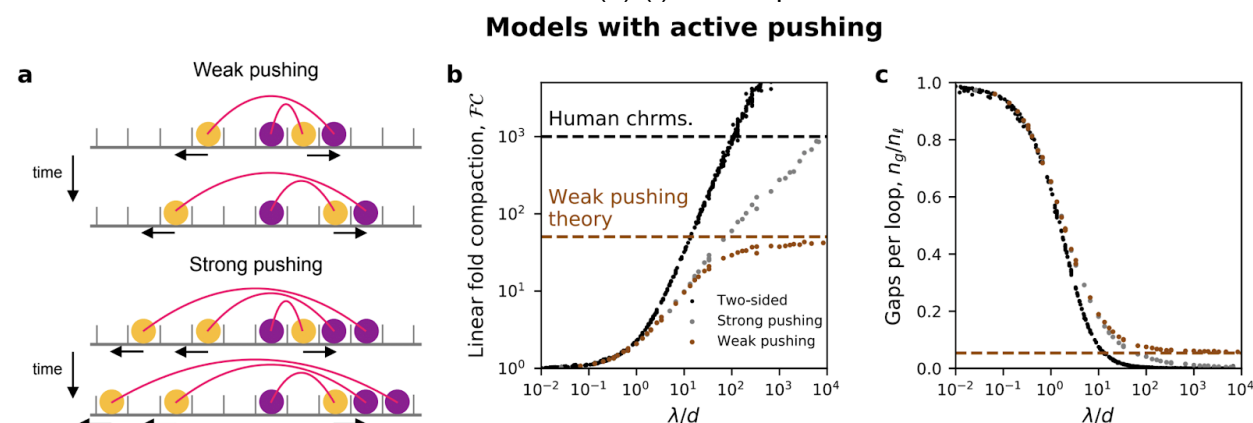 Models with active pushing
a
Weak pushing
time
Strong pushing
time
b
Linear fold compaction, ℱ𝒞
10³
10²
10¹
10⁰
Human chrms.
Weak pushing
theory
Two-sided
Strong pushing
Weak pushing
10⁻² 10⁻¹ 10⁰ 10¹ 10² 10³ 10⁴
λ/d
c
Gaps per loop, n_g/n_ℓ
1.0
0.8
0.6
0.4
0.2
0.0
10⁻² 10⁻¹ 10⁰ 10¹ 10² 10³ 10⁴
λ/d